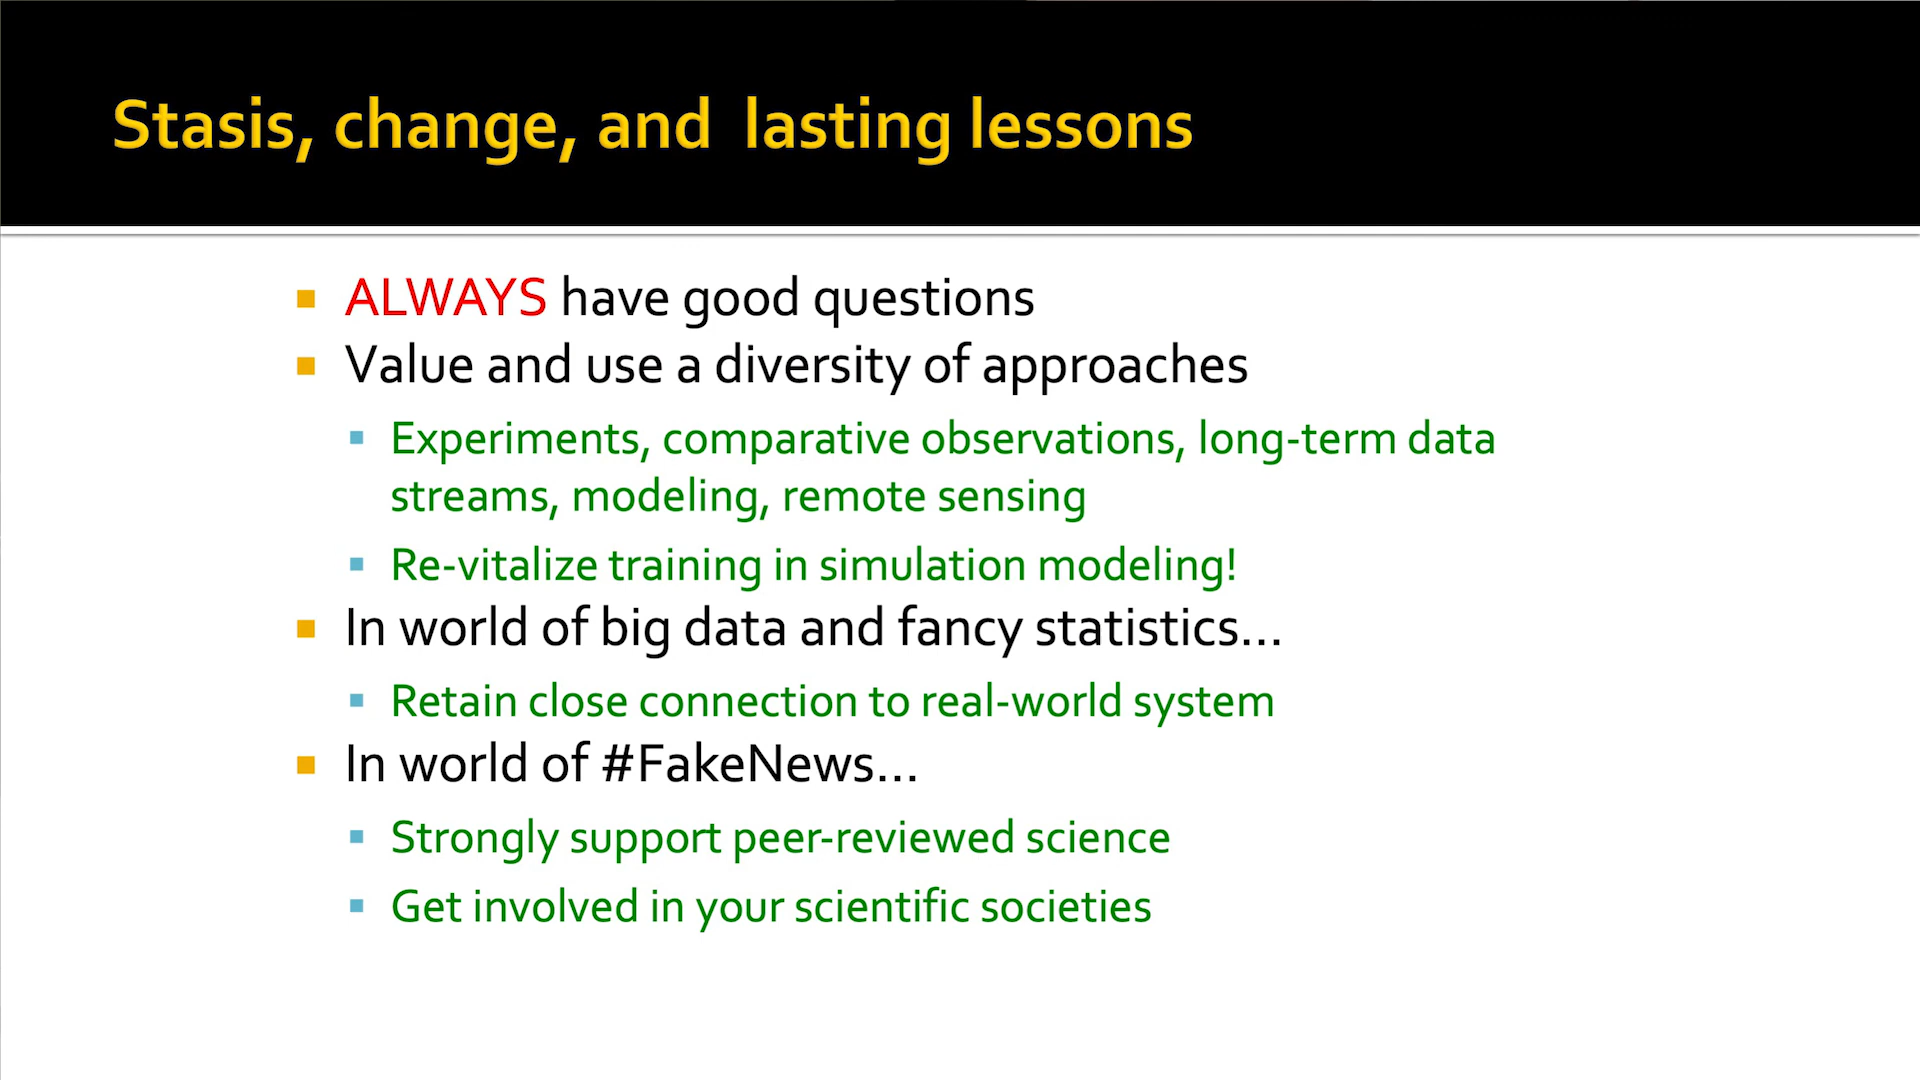 Stasis, change, and lasting lessons
ALWAYS have good questions
Value and use a diversity of approaches
Experiments, comparative observations, long-term data
streams, modeling, remote sensing
Re-vitalize training in simulation modeling!
In world of big data and fancy statistics...
Retain close connection to real-world system
In world of #FakeNews...
Strongly support peer-reviewed science
Get involved in your scientific societies